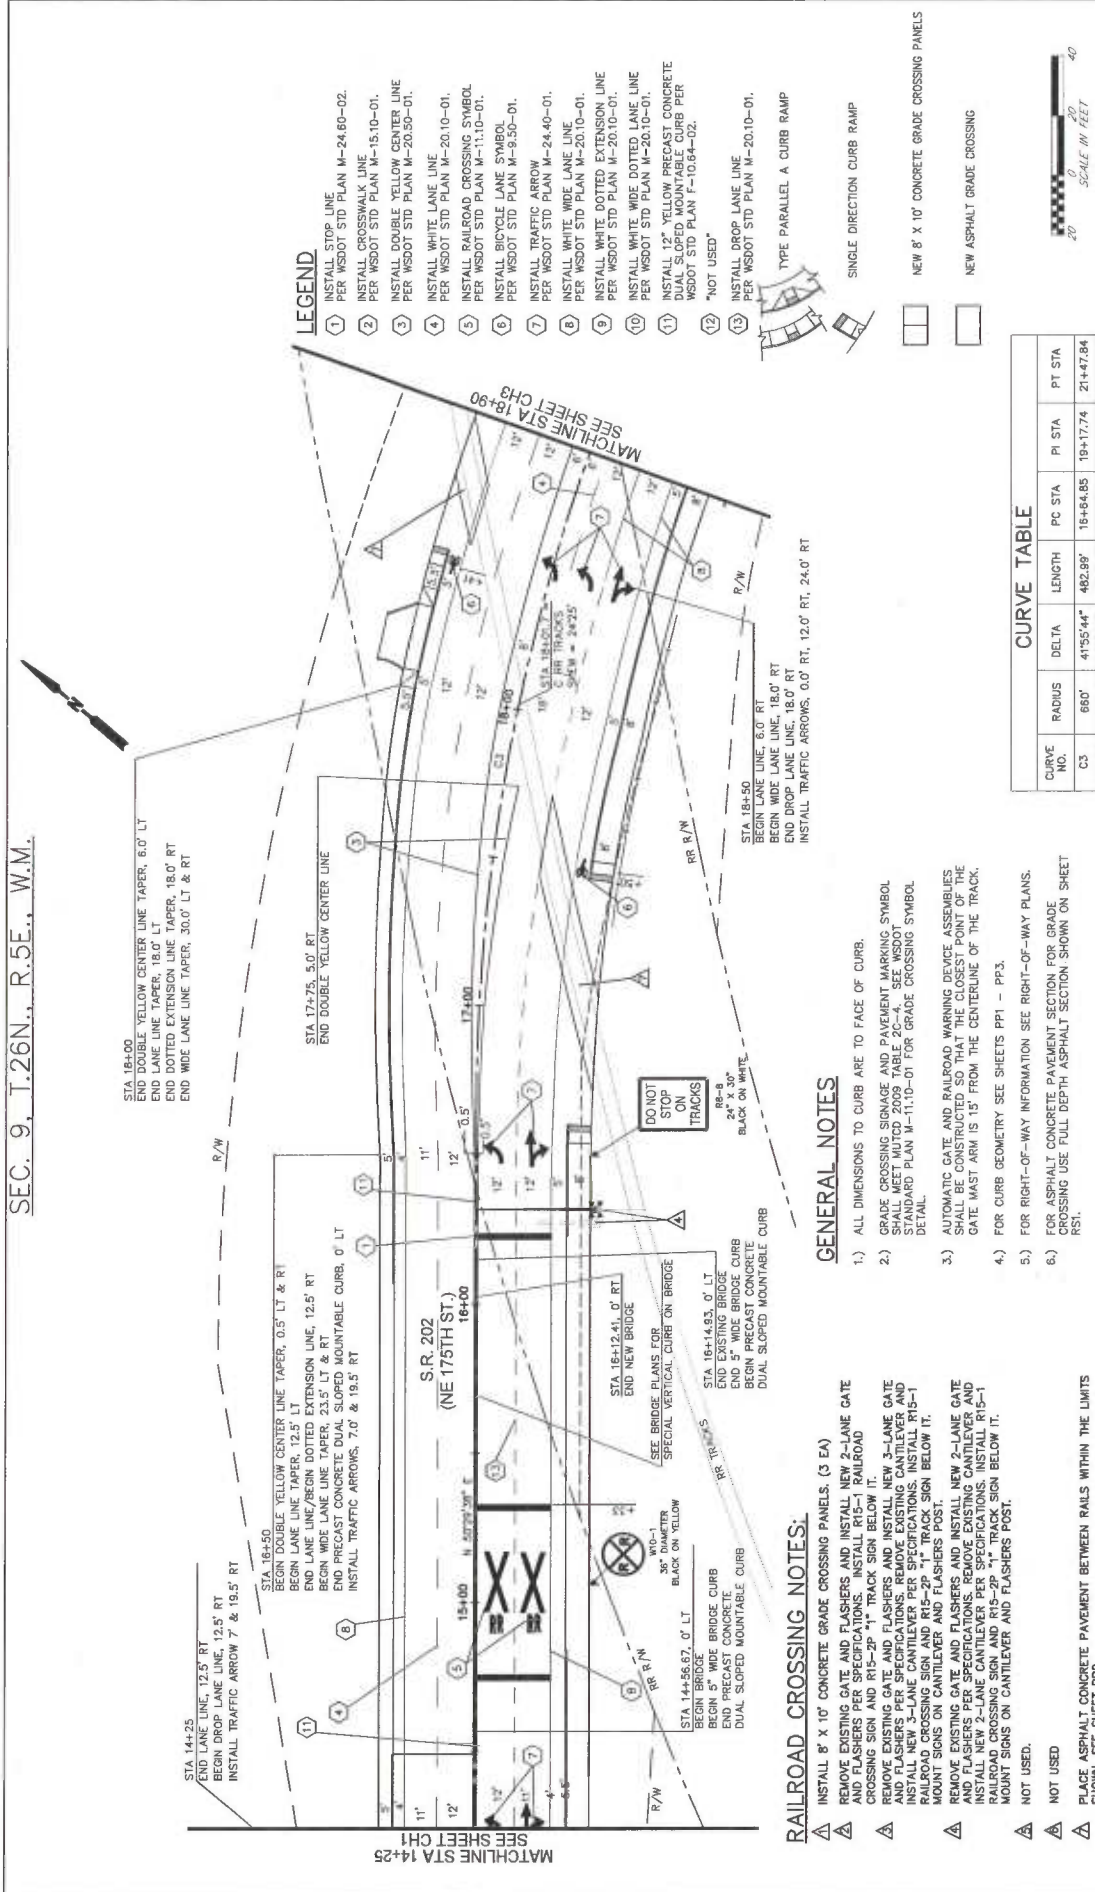 SEC. 9, T.26N., R.5E., W.M.
STA 14+25
END LANE LINE, 12.5' RT
BEGIN DROP LANE LINE, 12.5' RT
INSTALL TRAFFIC ARROW 7' & 19.5' RT
STA 16+50
BEGIN DOUBLE YELLOW CENTER LINE TAPER, 0.5' LT & RT
BEGIN LANE LINE TAPER, 12.5' LT
END LANE LINE/BEGIN DOTTED EXTENSION LINE, 12.5' RT
BEGIN WIDE LANE LINE TAPER, 23.5' LT & RT
END PRECAST CONCRETE DUAL SLOPED MOUNTABLE CURB, 0' LT
INSTALL TRAFFIC ARROWS, 7.0' & 19.5' RT
STA 18+00
END DOUBLE YELLOW CENTER LINE TAPER, 6.0' LT
END LANE LINE TAPER, 18.0' LT
END DOTTED EXTENSION LINE TAPER, 18.0' RT
END WIDE LANE LINE TAPER, 30.0' LT & RT
STA 17+75, 5.0' RT
END DOUBLE YELLOW CENTER LINE
R/W
N
S.R. 202
(NE 175TH ST.)
MATCHLINE STA 14+25
SEE SHEET CH1
MATCHLINE STA 18+90
SEE SHEET CH3
15+00
N 50°29'38" E
16+00
17+00
C3
18+00
STA 18+01.7 =
C RR TRACKS
SKEW = 24°25'
STA 14+56.67, 0' LT
BEGIN BRIDGE
BEGIN 5" WIDE BRIDGE CURB
END PRECAST CONCRETE
DUAL SLOPED MOUNTABLE CURB
W10-1
36" DIAMETER
BLACK ON YELLOW
SEE BRIDGE PLANS FOR
SPECIAL VERTICAL CURB ON BRIDGE
STA 16+12.41, 0' RT
END NEW BRIDGE
STA 16+14.93, 0' LT
END EXISTING BRIDGE
END 5" WIDE BRIDGE CURB
BEGIN PRECAST CONCRETE
DUAL SLOPED MOUNTABLE CURB
DO NOT
STOP
ON
TRACKS
R8-8
24" X 30"
BLACK ON WHITE
STA 18+50
BEGIN LANE LINE, 6.0' RT
BEGIN WIDE LANE LINE, 18.0' RT
END DROP LANE LINE, 18.0' RT
INSTALL TRAFFIC ARROWS, 0.0' RT, 12.0' RT, 24.0' RT
RR TRACKS
RR R/W
R/W
RR R/W
R/W
LEGEND
1 INSTALL STOP LINE
PER WSDOT STD PLAN M-24.60-02.
2 INSTALL CROSSWALK LINE
PER WSDOT STD PLAN M-15.10-01.
3 INSTALL DOUBLE YELLOW CENTER LINE
PER WSDOT STD PLAN M-20.50-01.
4 INSTALL WHITE LANE LINE
PER WSDOT STD PLAN M-20.10-01.
5 INSTALL RAILROAD CROSSING SYMBOL
PER WSDOT STD PLAN M-11.10-01.
6 INSTALL BICYCLE LANE SYMBOL
PER WSDOT STD PLAN M-9.50-01.
7 INSTALL TRAFFIC ARROW
PER WSDOT STD PLAN M-24.40-01.
8 INSTALL WHITE WIDE LANE LINE
PER WSDOT STD PLAN M-20.10-01.
9 INSTALL WHITE DOTTED EXTENSION LINE
PER WSDOT STD PLAN M-20.10-01.
10 INSTALL WHITE WIDE DOTTED LANE LINE
PER WSDOT STD PLAN M-20.10-01.
11 INSTALL 12" YELLOW PRECAST CONCRETE
DUAL SLOPED MOUNTABLE CURB PER
WSDOT STD PLAN F-10.64-02.
12 "NOT USED"
13 INSTALL DROP LANE LINE
PER WSDOT STD PLAN M-20.10-01.
TYPE PARALLEL A CURB RAMP
SINGLE DIRECTION CURB RAMP
NEW 8' X 10' CONCRETE GRADE CROSSING PANELS
NEW ASPHALT GRADE CROSSING
RAILROAD CROSSING NOTES:
1 INSTALL 8' X 10' CONCRETE GRADE CROSSING PANELS. (3 EA)
2 REMOVE EXISTING GATE AND FLASHERS AND INSTALL NEW 2-LANE GATE
AND FLASHERS PER SPECIFICATIONS. INSTALL R15-1 RAILROAD
CROSSING SIGN AND R15-2P "1" TRACK SIGN BELOW IT.
3 REMOVE EXISTING GATE AND FLASHERS AND INSTALL NEW 3-LANE GATE
AND FLASHERS PER SPECIFICATIONS. REMOVE EXISTING CANTILEVER AND
INSTALL NEW 3-LANE CANTILEVER PER SPECIFICATIONS. INSTALL R15-1
RAILROAD CROSSING SIGN AND R15-2P "1" TRACK SIGN BELOW IT.
MOUNT SIGNS ON CANTILEVER AND FLASHERS POST.
4 REMOVE EXISTING GATE AND FLASHERS AND INSTALL NEW 2-LANE GATE
AND FLASHERS PER SPECIFICATIONS. REMOVE EXISTING CANTILEVER AND
INSTALL NEW 2-LANE CANTILEVER PER SPECIFICATIONS. INSTALL R15-1
RAILROAD CROSSING SIGN AND R15-2P "1" TRACK SIGN BELOW IT.
MOUNT SIGNS ON CANTILEVER AND FLASHERS POST.
5 NOT USED.
6 NOT USED
7 PLACE ASPHALT CONCRETE PAVEMENT BETWEEN RAILS WITHIN THE LIMITS
GENERAL NOTES
1.) ALL DIMENSIONS TO CURB ARE TO FACE OF CURB.
2.) GRADE CROSSING SIGNAGE AND PAVEMENT MARKING SYMBOL
SHALL MEET MUTCD 2009 TABLE 2C-4. SEE WSDOT
STANDARD PLAN M-11.10-01 FOR GRADE CROSSING SYMBOL
DETAIL.
3.) AUTOMATIC GATE AND RAILROAD WARNING DEVICE ASSEMBLIES
SHALL BE CONSTRUCTED SO THAT THE CLOSEST POINT OF THE
GATE MAST ARM IS 15' FROM THE CENTERLINE OF THE TRACK.
4.) FOR CURB GEOMETRY SEE SHEETS PP1 - PP3.
5.) FOR RIGHT-OF-WAY INFORMATION SEE RIGHT-OF-WAY PLANS.
6.) FOR ASPHALT CONCRETE PAVEMENT SECTION FOR GRADE
CROSSING USE FULL DEPTH ASPHALT SECTION SHOWN ON SHEET
RS1.
CURVE TABLE
CURVE NO. RADIUS DELTA LENGTH PC STA PI STA PT STA
C3 660' 41°55'44" 482.99' 16+64.85 19+17.74 21+47.84
20 0 20 40
SCALE IN FEET